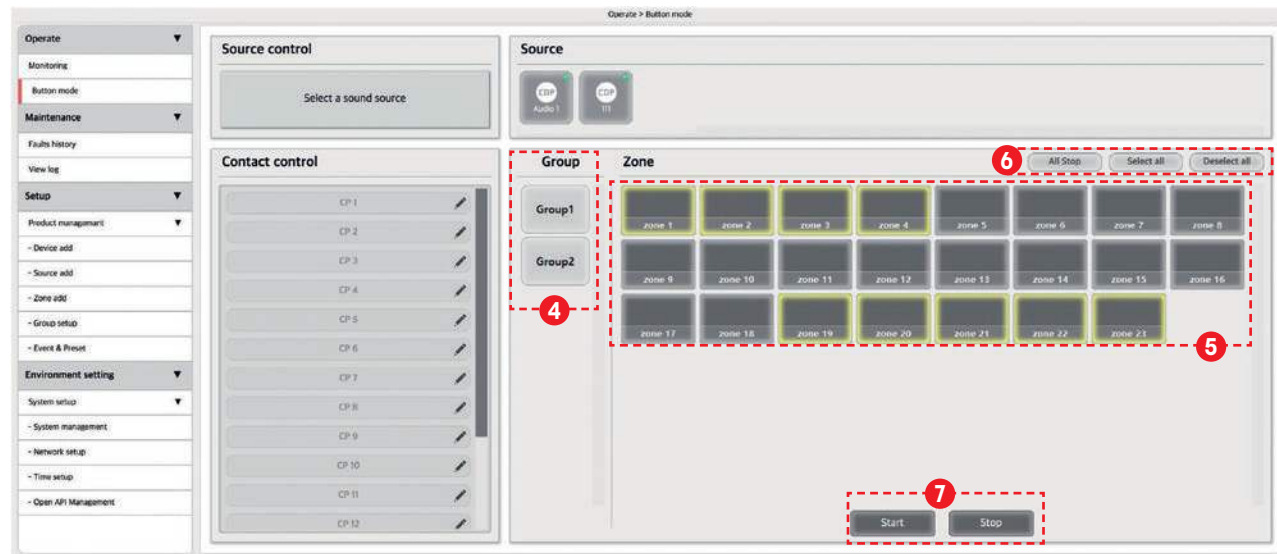 Operate > Button mode
Operate
Monitoring
Button mode
Maintenance
Faults history
View log
Setup
Product management
- Device add
- Source add
- Zone add
- Group setup
- Event & Preset
Environment setting
System setup
- System management
- Network setup
- Time setup
- Open API Management
Source control
Select a sound source
Source
CDP
Audio 1
CDP
111
Contact control
CP 1
CP 2
CP 3
CP 4
CP 5
CP 6
CP 7
CP 8
CP 9
CP 10
CP 11
CP 12
Group
Group1
Group2
4
Zone
6
All Stop
Select all
Deselect all
zone 1
zone 2
zone 3
zone 4
zone 5
zone 6
zone 7
zone 8
zone 9
zone 10
zone 11
zone 12
zone 13
zone 14
zone 15
zone 16
zone 17
zone 18
zone 19
zone 20
zone 21
zone 22
zone 23
5
7
Start
Stop